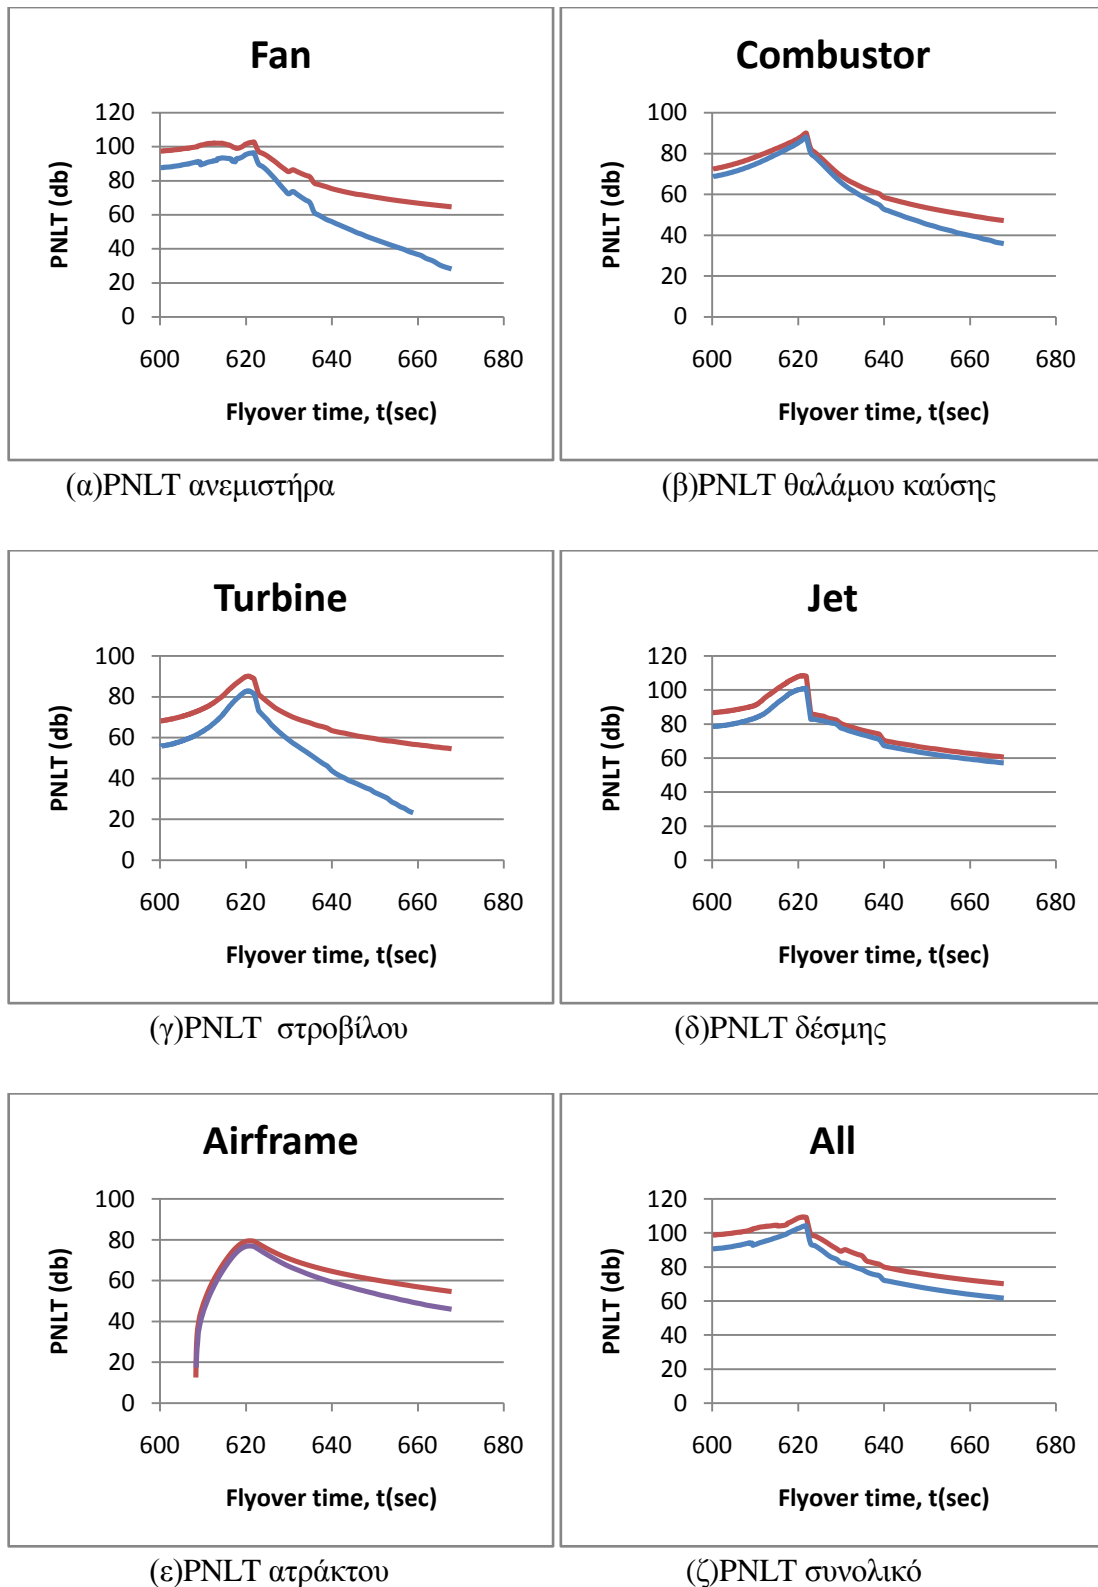 Fan
120
100
80
60
40
20
0
PNLT (db)
600 620 640 660 680
Flyover time, t(sec)
(α)PNLT ανεμιστήρα
Combustor
100
80
60
40
20
0
PNLT (db)
600 620 640 660 680
Flyover time, t(sec)
(β)PNLT θαλάμου καύσης
Turbine
100
80
60
40
20
0
PNLT (db)
600 620 640 660 680
Flyover time, t(sec)
(γ)PNLT στροβίλου
Jet
120
100
80
60
40
20
0
PNLT (db)
600 620 640 660 680
Flyover time, t(sec)
(δ)PNLT δέσμης
Airframe
100
80
60
40
20
0
PNLT (db)
600 620 640 660 680
Flyover time, t(sec)
(ε)PNLT ατράκτου
All
120
100
80
60
40
20
0
PNLT (db)
600 620 640 660 680
Flyover time, t(sec)
(ζ)PNLT συνολικό